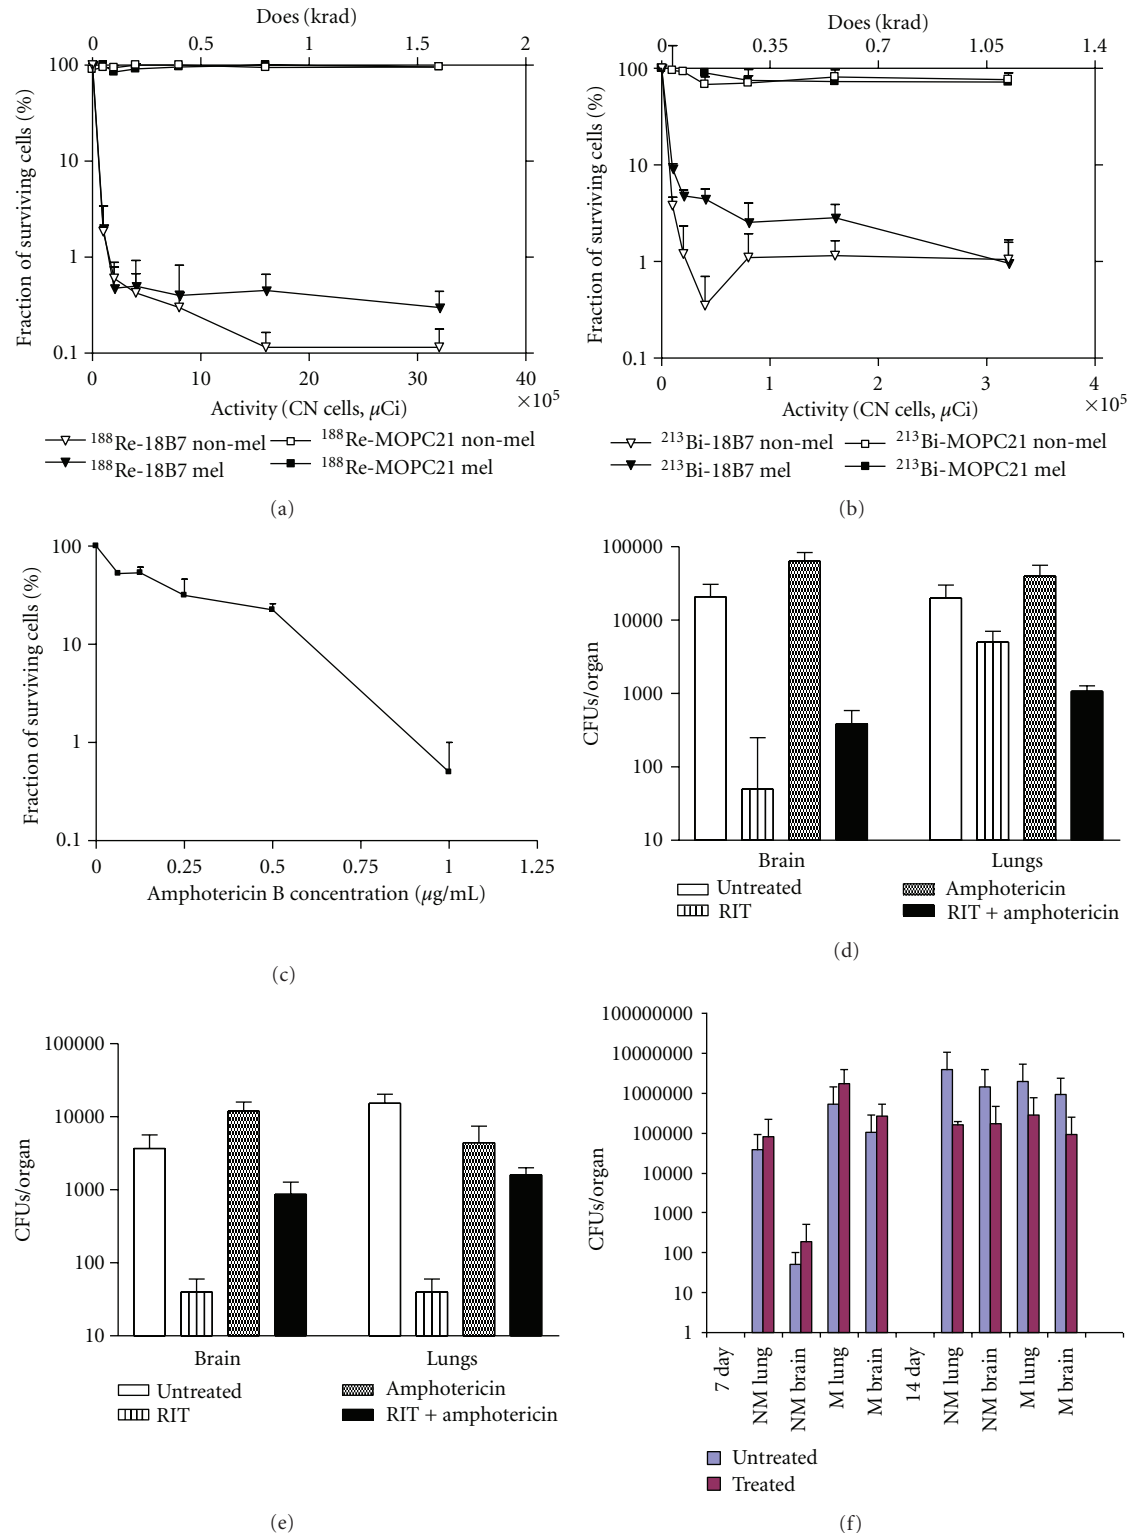 Does (krad)
0 0.5 1 1.5 2
100
10
1
0.1
Fraction of surviving cells (%)
0 10 20 30 40
×10⁵
Activity (CN cells, µCi)
¹⁸⁸Re-18B7 non-mel
¹⁸⁸Re-MOPC21 non-mel
¹⁸⁸Re-18B7 mel
¹⁸⁸Re-MOPC21 mel
(a)
Does (krad)
0 0.35 0.7 1.05 1.4
100
10
1
0.1
Fraction of surviving cells (%)
0 1 2 3 4
×10⁵
Activity (CN cells, µCi)
²¹³Bi-18B7 non-mel
²¹³Bi-MOPC21 non-mel
²¹³Bi-18B7 mel
²¹³Bi-MOPC21 mel
(b)
100
10
1
0.1
Fraction of surviving cells (%)
0 0.25 0.5 0.75 1 1.25
Amphotericin B concentration (µg/mL)
(c)
100000
10000
1000
100
10
CFUs/organ
Brain Lungs
Untreated Amphotericin
RIT RIT + amphotericin
(d)
100000
10000
1000
100
10
CFUs/organ
Brain Lungs
Untreated Amphotericin
RIT RIT + amphotericin
(e)
100000000
10000000
1000000
100000
10000
1000
100
10
1
CFUs/organ
7 day
NM lung
NM brain
M lung
M brain
14 day
NM lung
NM brain
M lung
M brain
Untreated
Treated
(f)